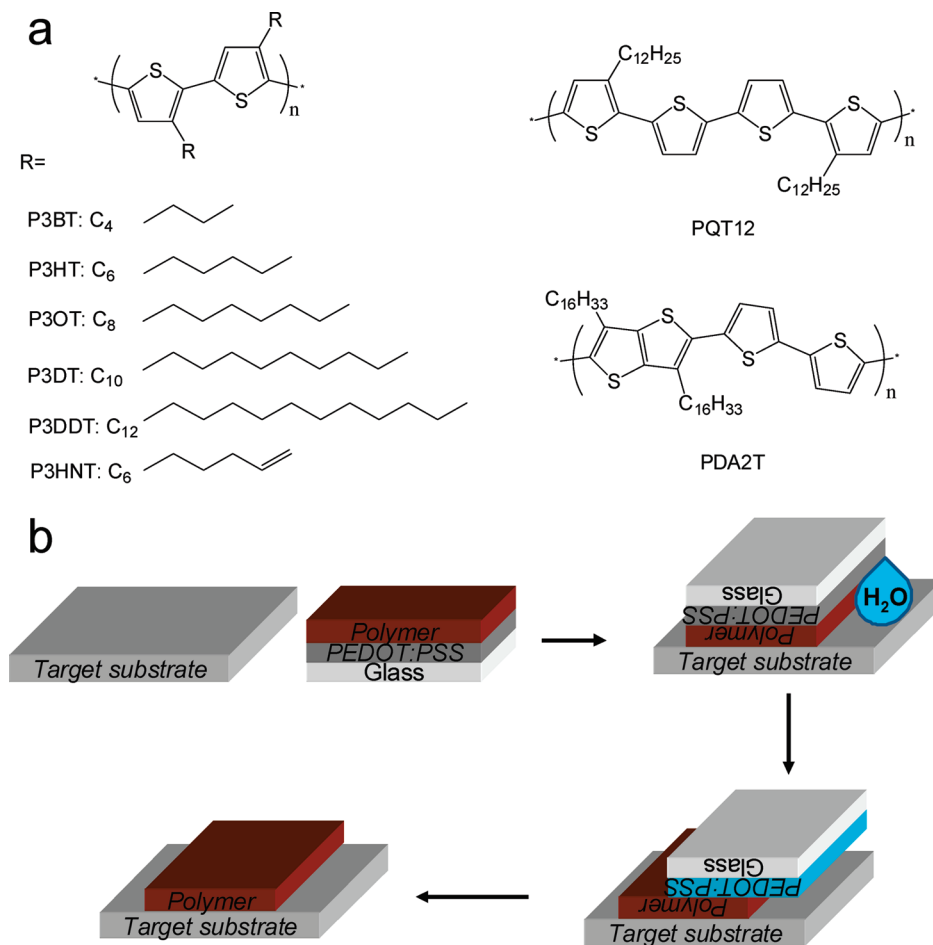 a
R
S
S
n
R
R=
P3BT: C4
P3HT: C6
P3OT: C8
P3DT: C10
P3DDT: C12
P3HNT: C6
C12H25
S
S
S
S
n
C12H25
PQT12
C16H33
S
S
S
S
n
C16H33
PDA2T
b
Target substrate
Polymer
PEDOT:PSS
Glass
Glass
PEDOT:PSS
Polymer
Target substrate
H2O
Glass
PEDOT:PSS
Polymer
Target substrate
Polymer
Target substrate